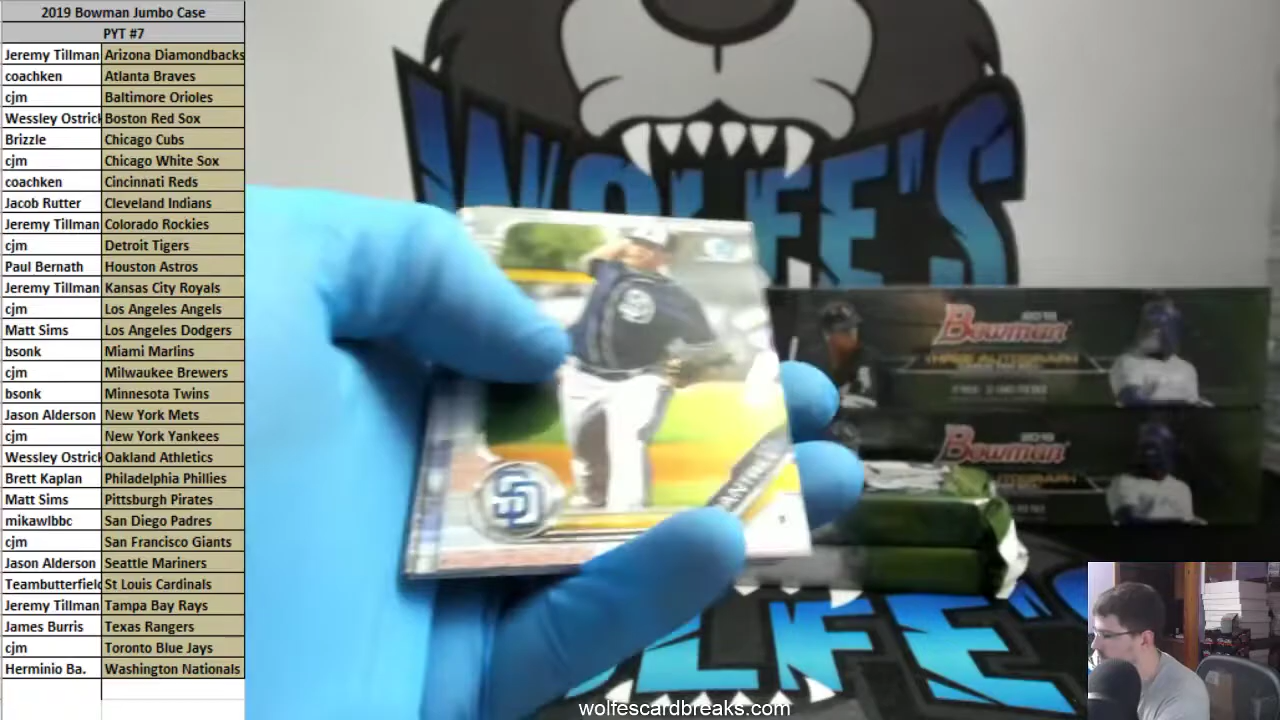 2019 Bowman Jumbo Case
PYT #7
Jeremy Tillman Arizona Diamondbacks
coachken Atlanta Braves
cjm Baltimore Orioles
Wessley Ostrick Boston Red Sox
Brizzle Chicago Cubs
cjm Chicago White Sox
coachken Cincinnati Reds
Jacob Rutter Cleveland Indians
Jeremy Tillman Colorado Rockies
cjm Detroit Tigers
Paul Bernath Houston Astros
Jeremy Tillman Kansas City Royals
cjm Los Angeles Angels
Matt Sims Los Angeles Dodgers
bsonk Miami Marlins
cjm Milwaukee Brewers
bsonk Minnesota Twins
Jason Alderson New York Mets
cjm New York Yankees
Wessley Ostrick Oakland Athletics
Brett Kaplan Philadelphia Phillies
Matt Sims Pittsburgh Pirates
mikawlbbc San Diego Padres
cjm San Francisco Giants
Jason Alderson Seattle Mariners
Teambutterfield St Louis Cardinals
Jeremy Tillman Tampa Bay Rays
James Burris Texas Rangers
cjm Toronto Blue Jays
Herminio Ba. Washington Nationals
WOLFE'S
SD
2019
Bowman
2019
Bowman
LFE'S
wolfescardbreaks.com